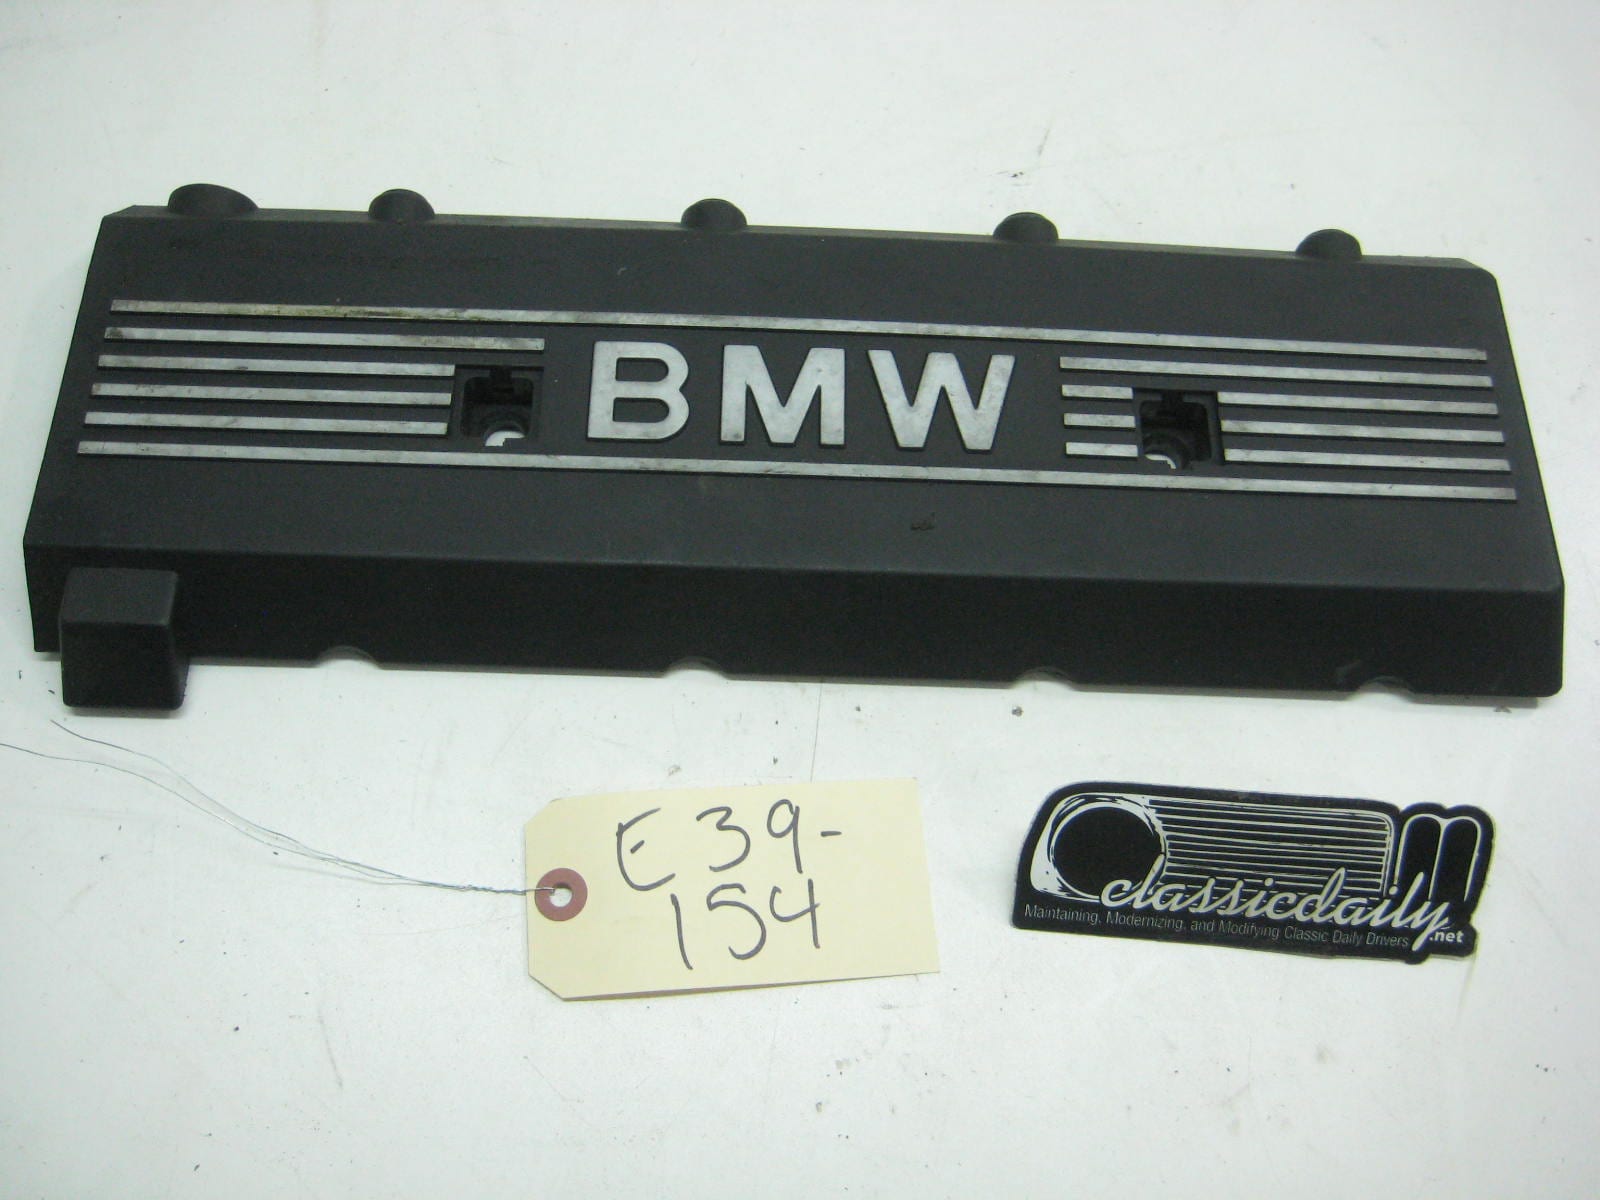 BMW
E39-
154
classicdaily
.net
Maintaining, Modernizing, and Modifying Classic Daily Drivers